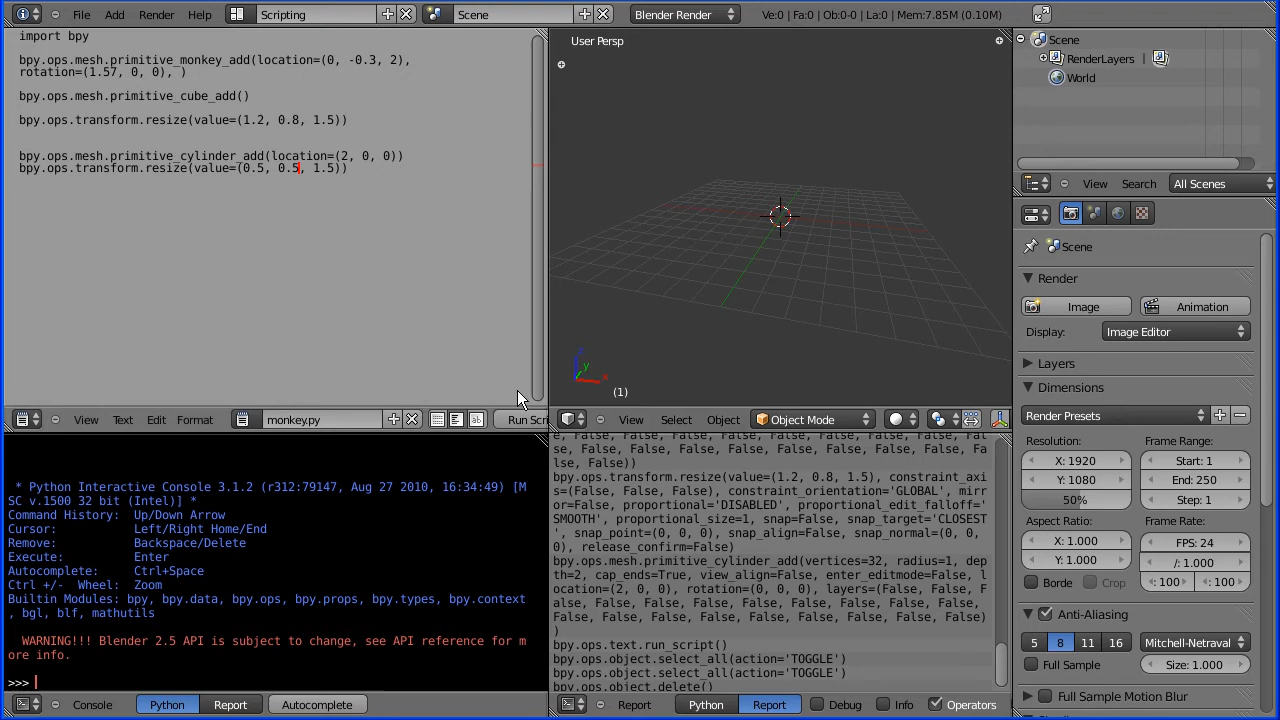 File Add Render Help Scripting Scene Blender Render Ve:0 | Fa:0 | Ob:0-0 | La:0 | Mem:7.85M (0.10M)
import bpy
bpy.ops.mesh.primitive_monkey_add(location=(0, -0.3, 2),
rotation=(1.57, 0, 0), )
bpy.ops.mesh.primitive_cube_add()
bpy.ops.transform.resize(value=(1.2, 0.8, 1.5))
bpy.ops.mesh.primitive_cylinder_add(location=(2, 0, 0))
bpy.ops.transform.resize(value=(0.5, 0.5, 1.5))
View Text Edit Format monkey.py Run Scri
* Python Interactive Console 3.1.2 (r312:79147, Aug 27 2010, 16:34:49) [M
SC v.1500 32 bit (Intel)] *
Command History: Up/Down Arrow
Cursor: Left/Right Home/End
Remove: Backspace/Delete
Execute: Enter
Autocomplete: Ctrl+Space
Ctrl +/- Wheel: Zoom
Builtin Modules: bpy, bpy.data, bpy.ops, bpy.props, bpy.types, bpy.context
, bgl, blf, mathutils
WARNING!!! Blender 2.5 API is subject to change, see API reference for m
ore info.
>>>
Console Python Report Autocomplete
User Persp
z
y
x
(1)
View Select Object Object Mode
e, False, False, False, False, False, False, False, False, Fal
se, False, False, False, False, False, False, False, False, Fa
lse, False))
bpy.ops.transform.resize(value=(1.2, 0.8, 1.5), constraint_axi
s=(False, False, False), constraint_orientation='GLOBAL', mirr
or=False, proportional='DISABLED', proportional_edit_falloff='
SMOOTH', proportional_size=1, snap=False, snap_target='CLOSEST
', snap_point=(0, 0, 0), snap_align=False, snap_normal=(0, 0,
0), release_confirm=False)
bpy.ops.mesh.primitive_cylinder_add(vertices=32, radius=1, dep
th=2, cap_ends=True, view_align=False, enter_editmode=False, l
ocation=(2, 0, 0), rotation=(0, 0, 0), layers=(False, False, F
alse, False, False, False, False, False, False, False, False,
False, False, False, False, False, False, False, False, False)
)
bpy.ops.text.run_script()
bpy.ops.object.select_all(action='TOGGLE')
bpy.ops.object.select_all(action='TOGGLE')
bpy.ops.object.delete()
Report Python Report Debug Info Operators
Scene
RenderLayers |
World
View Search All Scenes
Scene
Render
Image Animation
Display: Image Editor
Layers
Dimensions
Render Presets
Resolution: Frame Range:
X: 1920 Start: 1
Y: 1080 End: 250
50% Step: 1
Aspect Ratio: Frame Rate:
X: 1.000 FPS: 24
Y: 1.000 /: 1.000
Borde Crop : 100 : 100
Anti-Aliasing
5 8 11 16 Mitchell-Netraval
Full Sample Size: 1.000
Full Sample Motion Blur